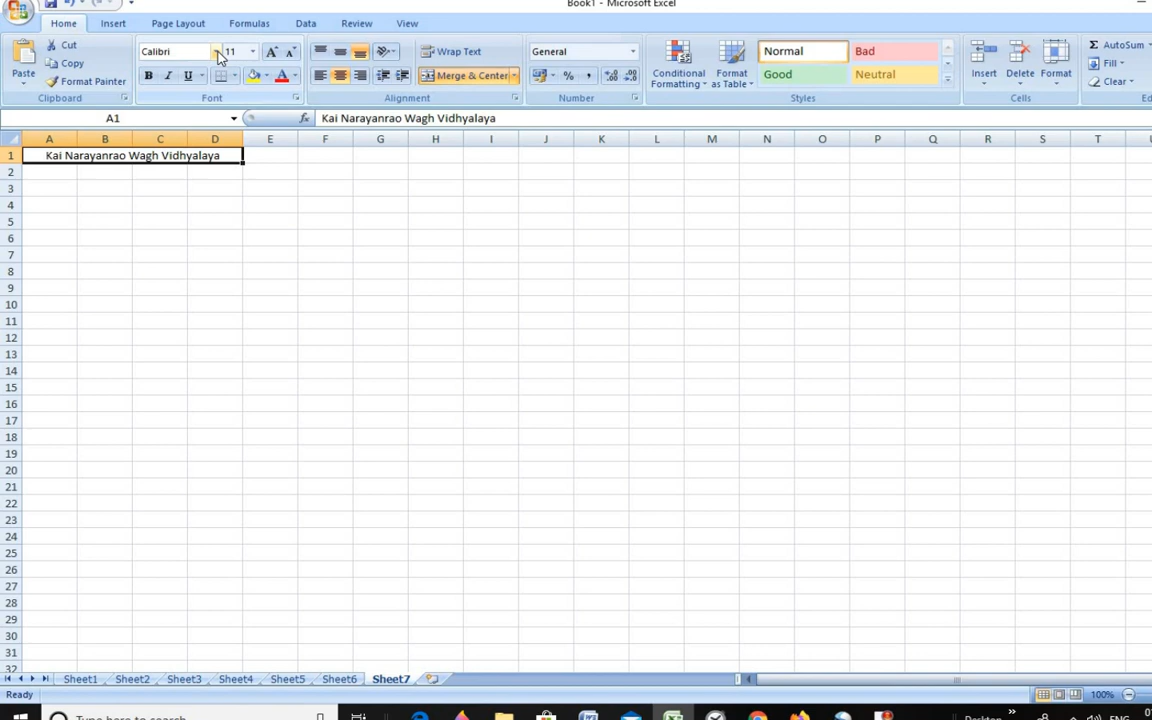 Book1 - Microsoft Excel
Home Insert Page Layout Formulas Data Review View
Cut
Copy
Format Painter
Paste
Clipboard
Calibri 11
B I U
Font
Wrap Text
Merge & Center
Alignment
General
%
Number
Conditional Formatting
Format as Table
Normal Bad
Good Neutral
Styles
Insert Delete Format
Cells
Σ AutoSum
Fill
Clear
A1 fx Kai Narayanrao Wagh Vidhyalaya
A B C D E F G H I J K L M N O P Q R S T
1 Kai Narayanrao Wagh Vidhyalaya
2
3
4
5
6
7
8
9
10
11
12
13
14
15
16
17
18
19
20
21
22
23
24
25
26
27
28
29
30
31
32
Sheet1 Sheet2 Sheet3 Sheet4 Sheet5 Sheet6 Sheet7
Ready 100%
Type here to search Desktop ENG